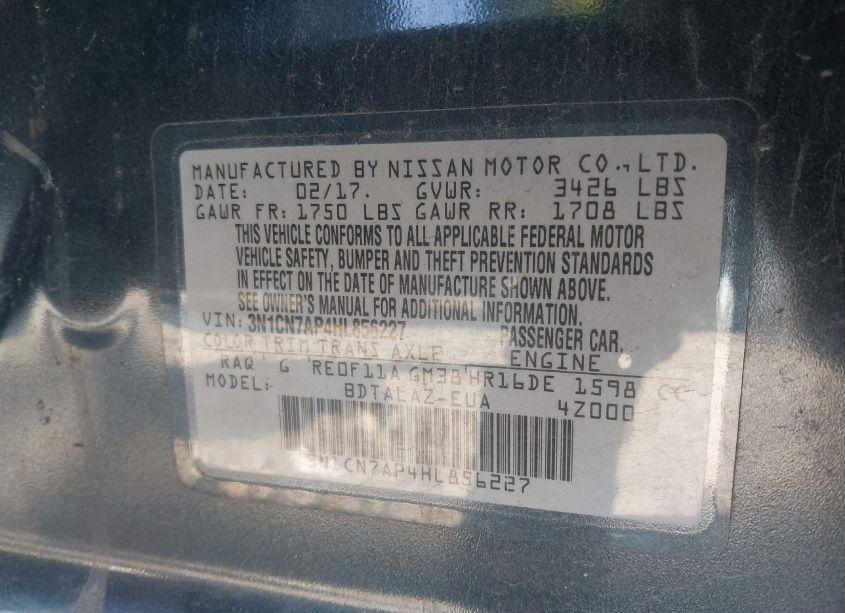 MANUFACTURED BY NISSAN MOTOR CO., LTD.
DATE: 02/17. GVWR: 3426 LBS
GAWR FR: 1750 LBS GAWR RR: 1708 LBS
THIS VEHICLE CONFORMS TO ALL APPLICABLE FEDERAL MOTOR
VEHICLE SAFETY, BUMPER AND THEFT PREVENTION STANDARDS
IN EFFECT ON THE DATE OF MANUFACTURE SHOWN ABOVE.
SEE OWNER'S MANUAL FOR ADDITIONAL INFORMATION.
VIN: 3N1CN7AP4HL856227 PASSENGER CAR.
COLOR TRIM TRANS AXLE ENGINE
RAQ G RE0F11A GM38 HR16DE 1598 CC
MODEL: BDTALAZ-EUA 4Z000
3N1CN7AP4HL856227